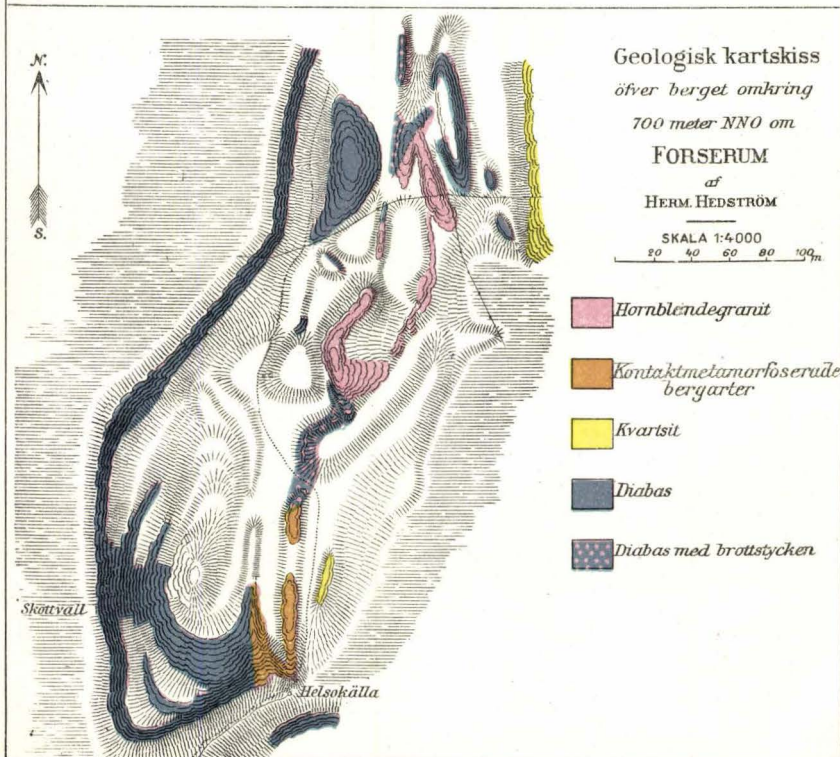 N.
S.
Geologisk kartskiss
öfver berget omkring
700 meter NNO om
FORSERUM
af
HERM. HEDSTRÖM
SKALA 1:4000
20 40 60 80 100m
Hornblendegranit
Kontaktmetamorfoserade
bergarter
Kvartsit
Diabas
Diabas med brottstycken
Skottvall
Helsokälla